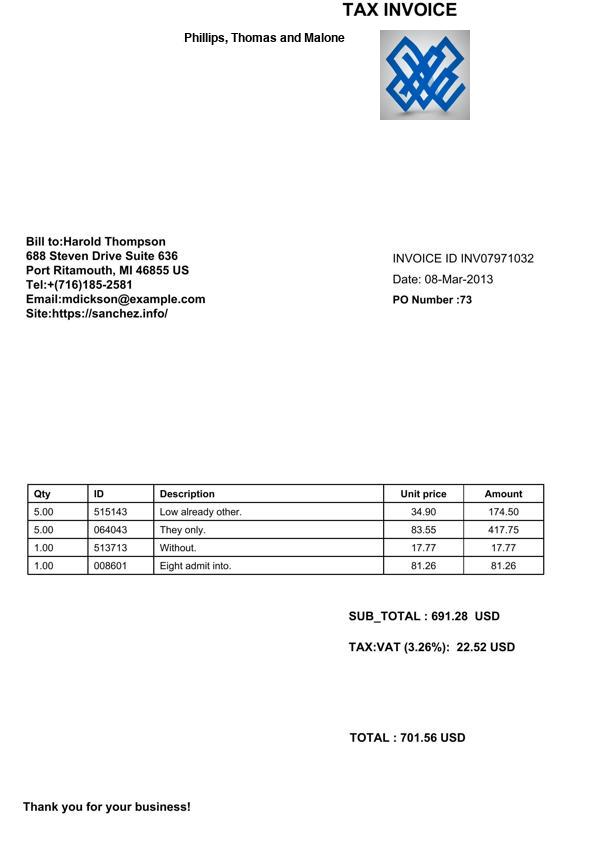 TAX INVOICE
Phillips, Thomas and Malone
Bill to:Harold Thompson
688 Steven Drive Suite 636
Port Ritamouth, MI 46855 US
Tel:+(716)185-2581
Email:mdickson@example.com
Site:https://sanchez.info/
INVOICE ID INV07971032
Date: 08-Mar-2013
PO Number :73
Qty ID Description Unit price Amount
5.00 515143 Low already other. 34.90 174.50
5.00 064043 They only. 83.55 417.75
1.00 513713 Without. 17.77 17.77
1.00 008601 Eight admit into. 81.26 81.26
SUB_TOTAL : 691.28 USD
TAX:VAT (3.26%): 22.52 USD
TOTAL : 701.56 USD
Thank you for your business!